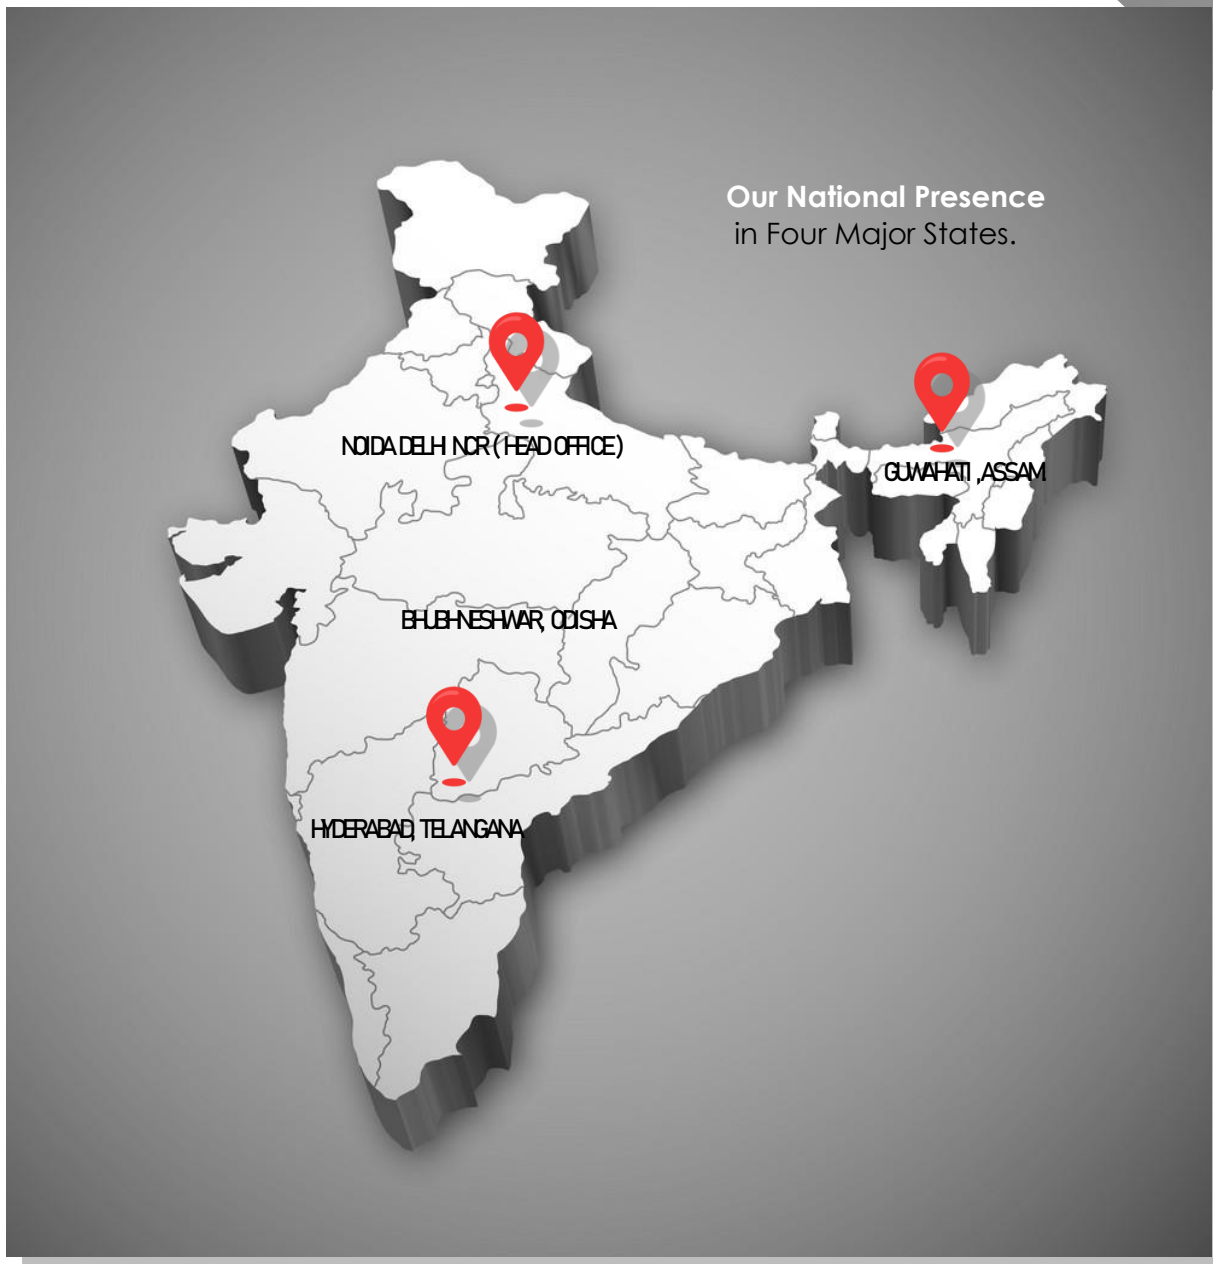 Our National Presence
in Four Major States.
NOIDA DELHI NCR ( HEAD OFFICE )
GUWAHATI ,ASSAM
BHUBHNESHWAR, ODISHA
HYDERABAD, TELANGANA